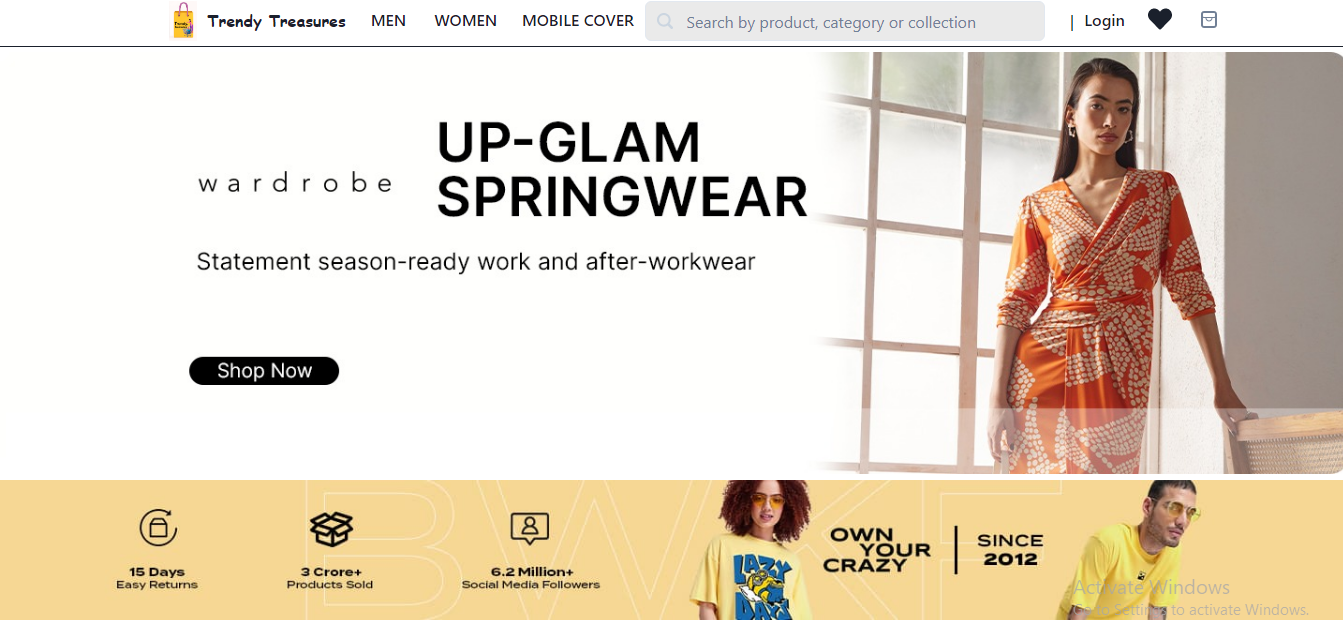 Trendy Treasures
MEN
WOMEN
MOBILE COVER
Search by product, category or collection
| Login
wardrobe
UP-GLAM
SPRINGWEAR
Statement season-ready work and after-workwear
Shop Now
BWKF
15 Days
Easy Returns
3 Crore+
Products Sold
6.2 Million+
Social Media Followers
LAZY
DAYS
OWN
YOUR
CRAZY
SINCE
2012
Activate Windows
Go to Settings to activate Windows.